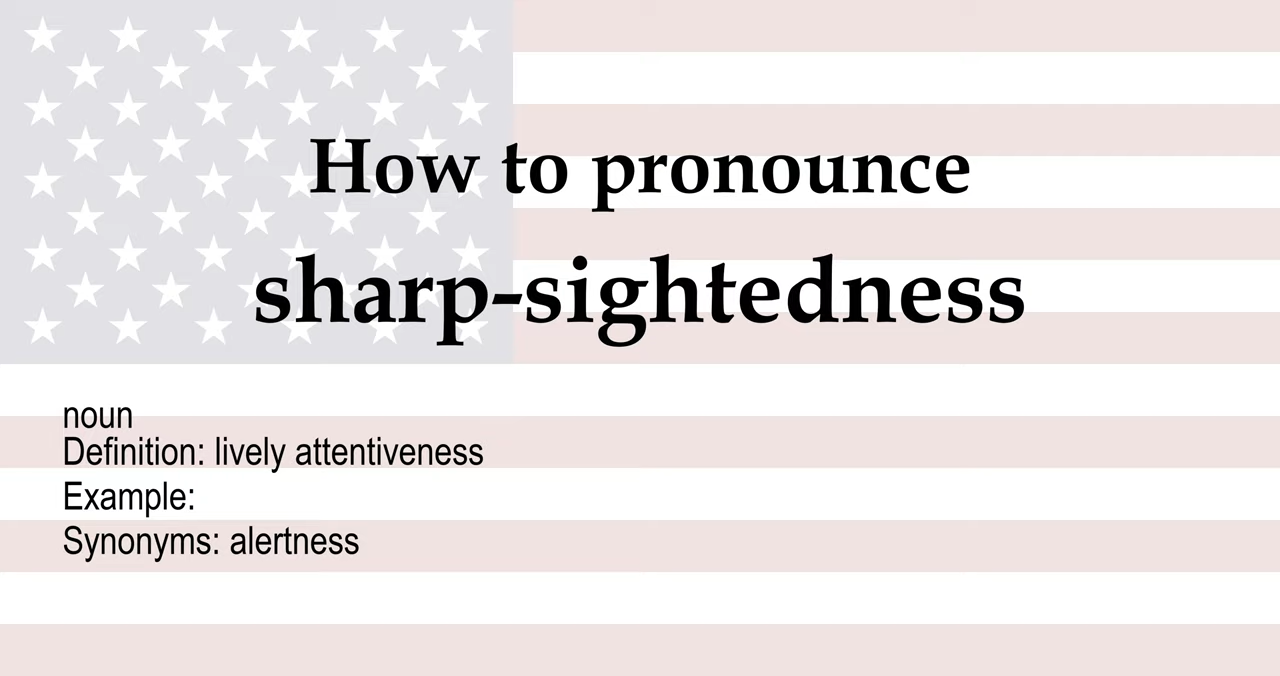 How to pronounce
sharp-sightedness
noun
Definition: lively attentiveness
Example:
Synonyms: alertness